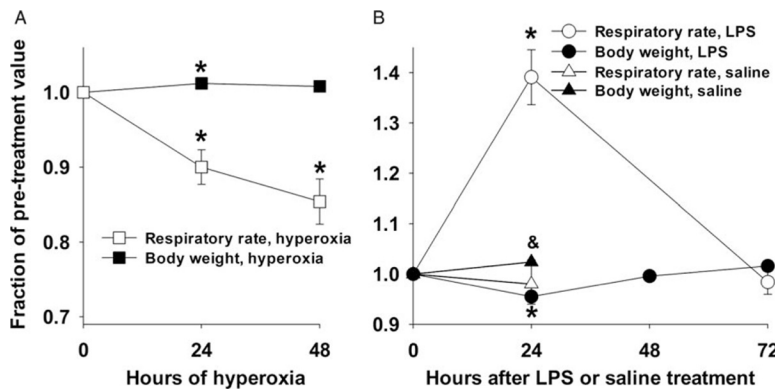 A
Fraction of pre-treatment value
1.0
0.9
0.8
0.7
*
*
*
Respiratory rate, hyperoxia
Body weight, hyperoxia
0
24
48
Hours of hyperoxia
B
Respiratory rate, LPS
Body weight, LPS
Respiratory rate, saline
Body weight, saline
*
1.4
1.3
1.2
1.1
1.0
0.9
&
*
0
24
48
72
Hours after LPS or saline treatment